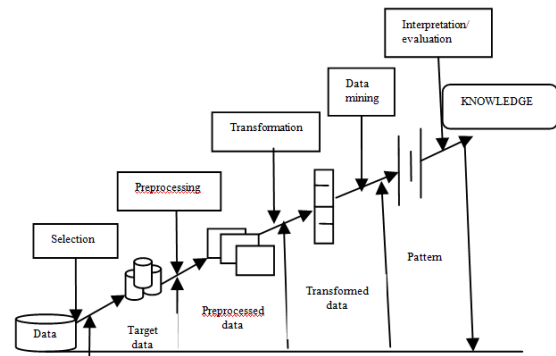 Interpretation/
evaluation
Data
mining
KNOWLEDGE
Transformation
Preprocessing
Selection
Pattern
Transformed
data
Preprocessed
data
Target
data
Data